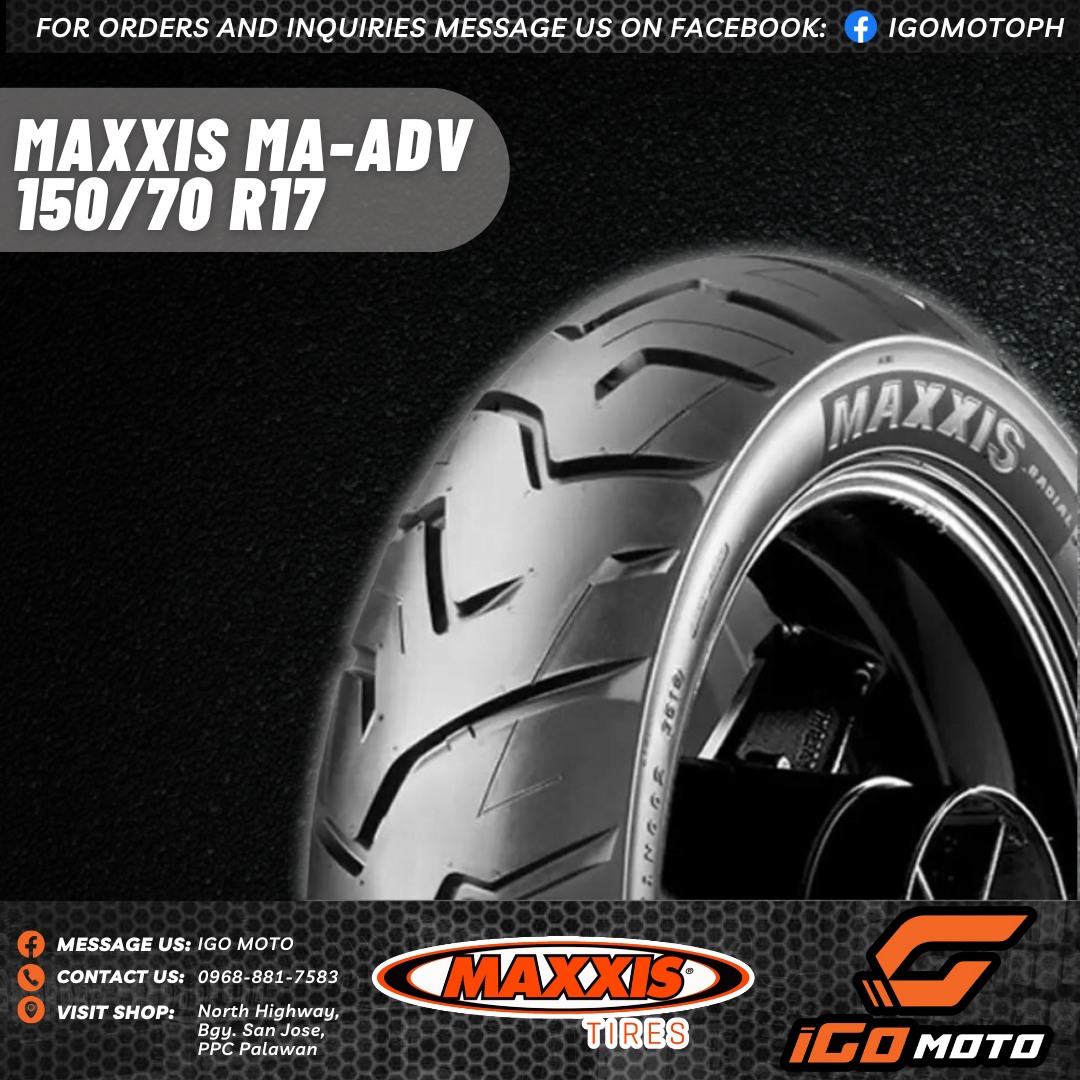 FOR ORDERS AND INQUIRIES MESSAGE US ON FACEBOOK: IGOMOTOPH
MAXXIS MA-ADV
150/70 R17
MAXXIS
RADIAL
MESSAGE US: IGO MOTO
CONTACT US: 0968-881-7583
VISIT SHOP: North Highway,
Bgy. San Jose,
PPC Palawan
MAXXIS®
TIRES
iGO MOTO